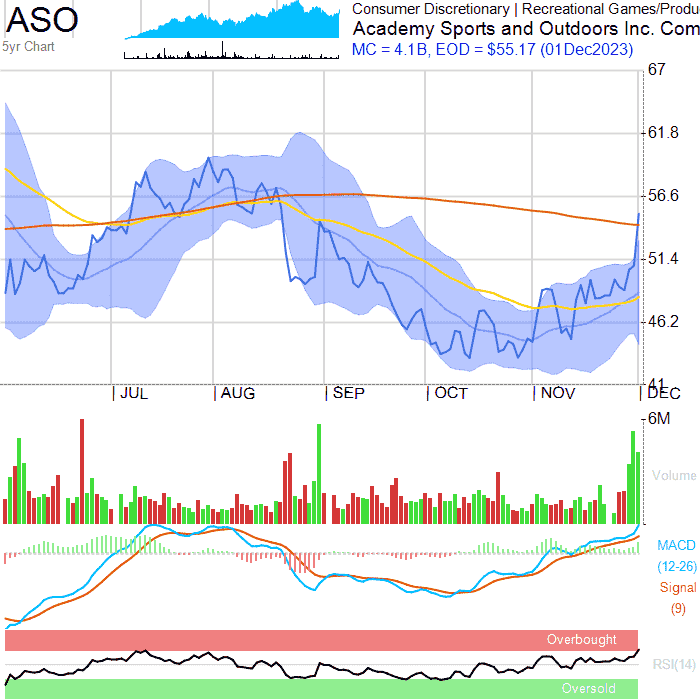 ASO
5yr Chart
Consumer Discretionary | Recreational Games/Produ
Academy Sports and Outdoors Inc. Com
MC = 4.1B, EOD = $55.17 (01Dec2023)
67
61.8
56.6
51.4
46.2
41
JUL AUG SEP OCT NOV DEC
6M
Volume
MACD
(12-26)
Signal
(9)
Overbought
RSI(14)
Oversold